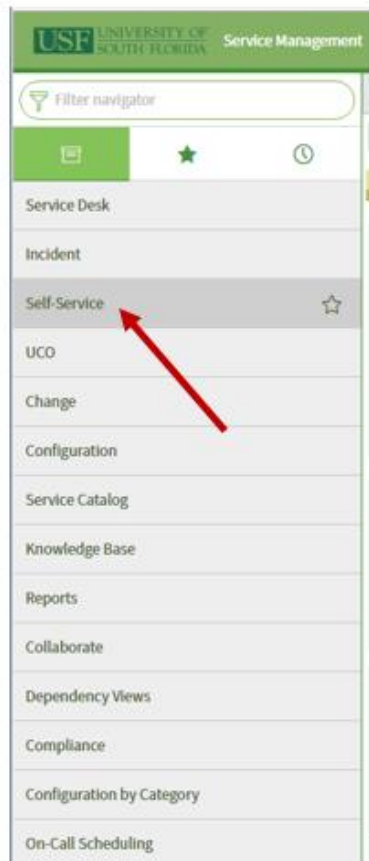 USF UNIVERSITY OF
SOUTH FLORIDA
Service Management
Filter navigator
Service Desk
Incident
Self-Service
UCO
Change
Configuration
Service Catalog
Knowledge Base
Reports
Collaborate
Dependency Views
Compliance
Configuration by Category
On-Call Scheduling